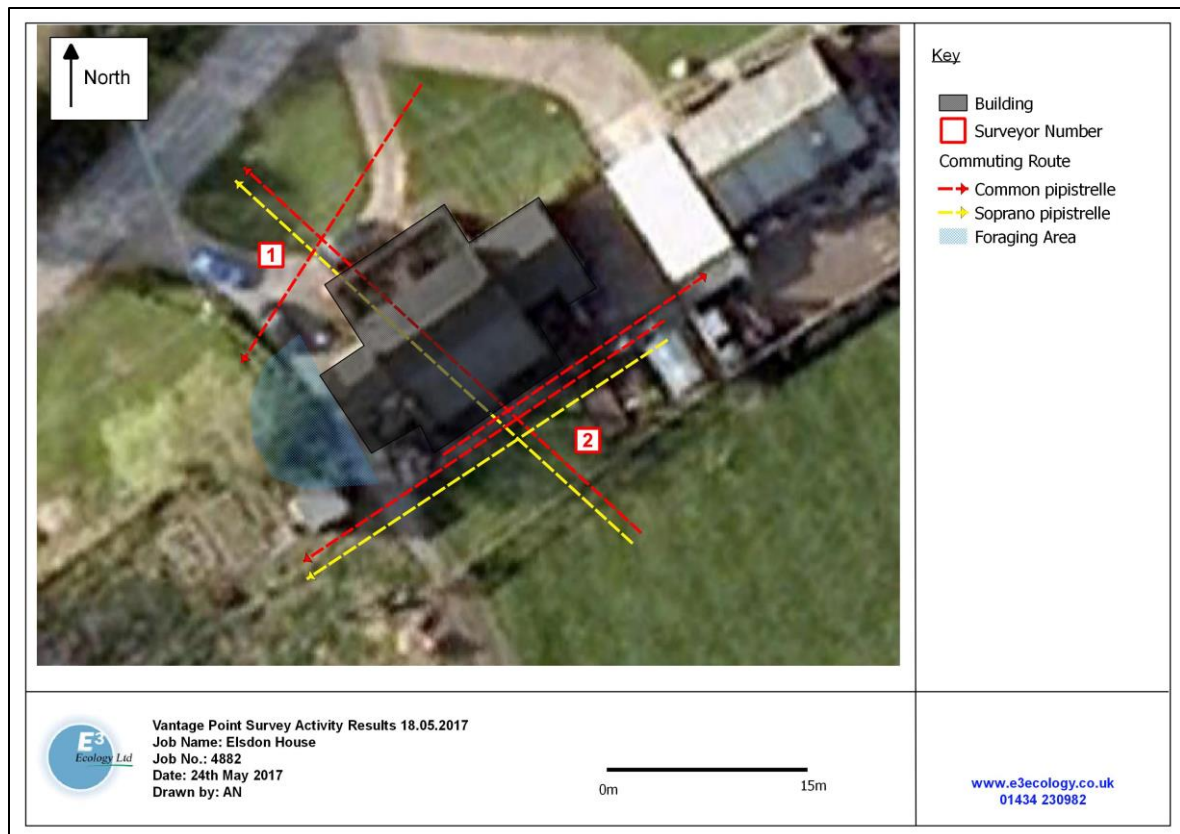 North
1
2
Key
Building
Surveyor Number
Commuting Route
Common pipistrelle
Soprano pipistrelle
Foraging Area
E3
Ecology Ltd
Vantage Point Survey Activity Results 18.05.2017
Job Name: Elsdon House
Job No.: 4882
Date: 24th May 2017
Drawn by: AN
0m 15m
www.e3ecology.co.uk
01434 230982